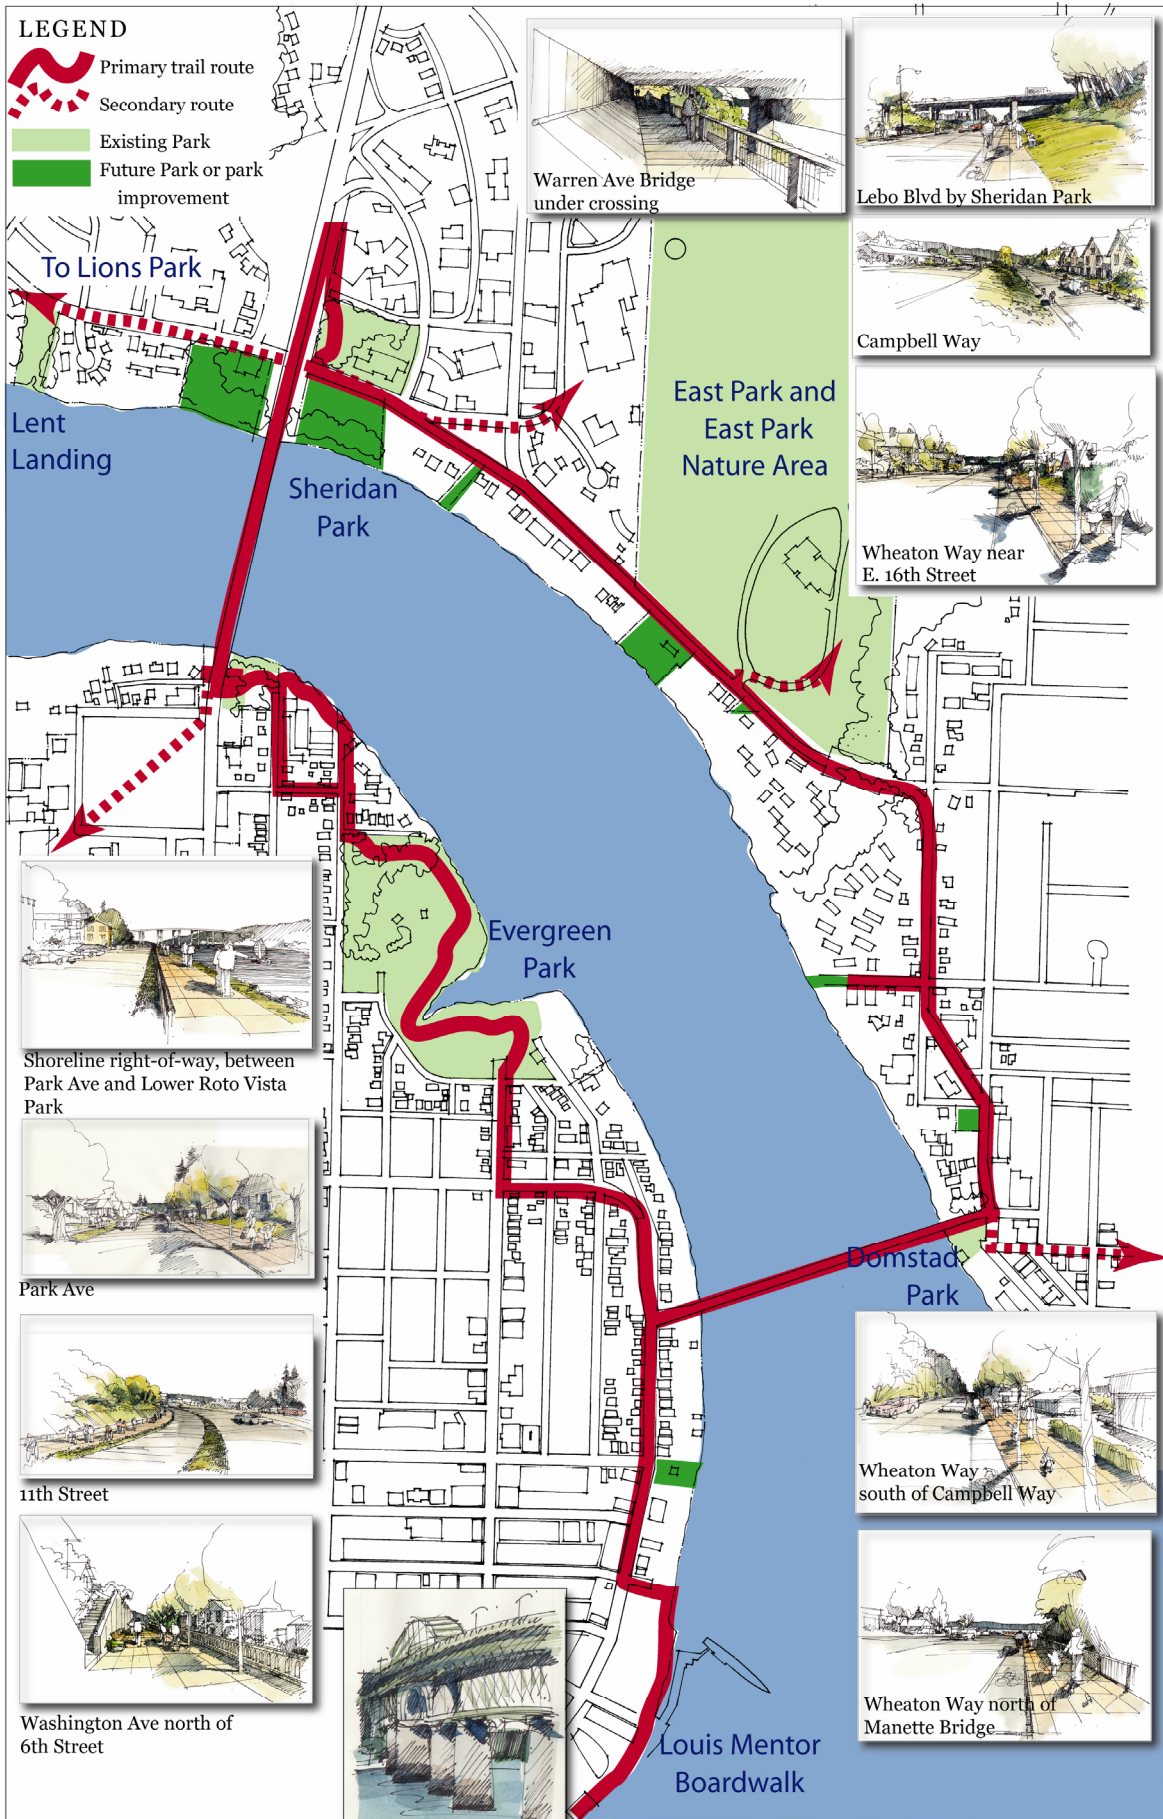 LEGEND
Primary trail route
Secondary route
Existing Park
Future Park or park
improvement
Warren Ave Bridge
under crossing
Lebo Blvd by Sheridan Park
To Lions Park
Campbell Way
Lent
Landing
East Park and
East Park
Nature Area
Sheridan
Park
Wheaton Way near
E. 16th Street
Evergreen
Park
Shoreline right-of-way, between
Park Ave and Lower Roto Vista
Park
Park Ave
Domstad
Park
11th Street
Wheaton Way
south of Campbell Way
Washington Ave north of
6th Street
Wheaton Way north of
Manette Bridge
Louis Mentor
Boardwalk